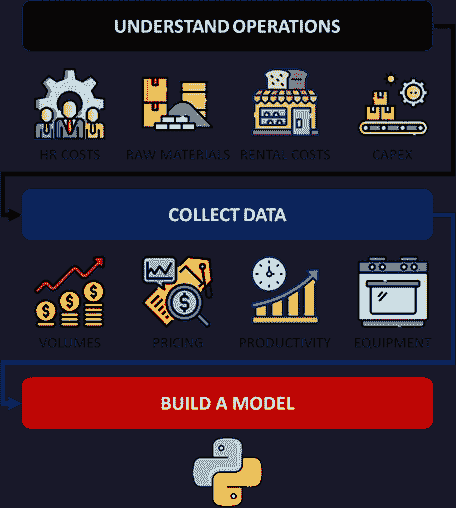 UNDERSTAND OPERATIONS
HR COSTS RAW MATERIALS RENTAL COSTS CAPEX
COLLECT DATA
VOLUMES PRICING PRODUCTIVITY EQUIPMENT
BUILD A MODEL